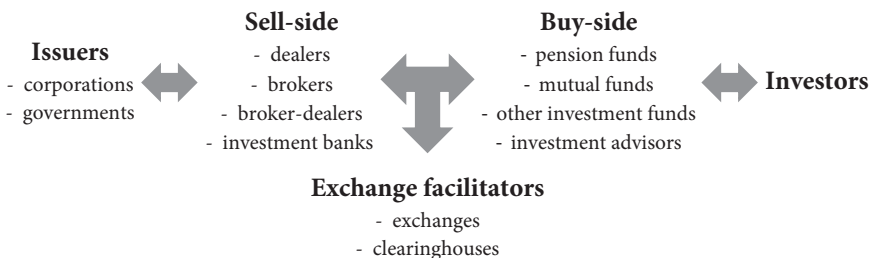 Issuers
- corporations
- governments
Sell-side
- dealers
- brokers
- broker-dealers
- investment banks
Buy-side
- pension funds
- mutual funds
- other investment funds
- investment advisors
Investors
Exchange facilitators
- exchanges
- clearinghouses